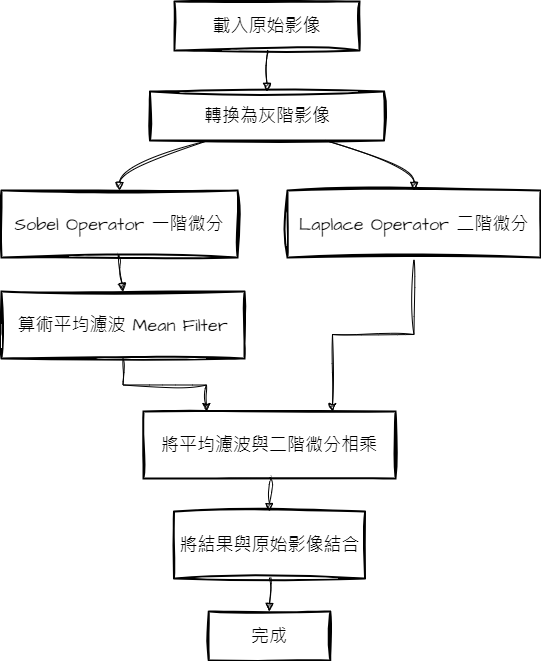 載入原始影像
轉換為灰階影像
Sobel Operator 一階微分
Laplace Operator 二階微分
算術平均濾波 Mean Filter
將平均濾波與二階微分相乘
將結果與原始影像結合
完成